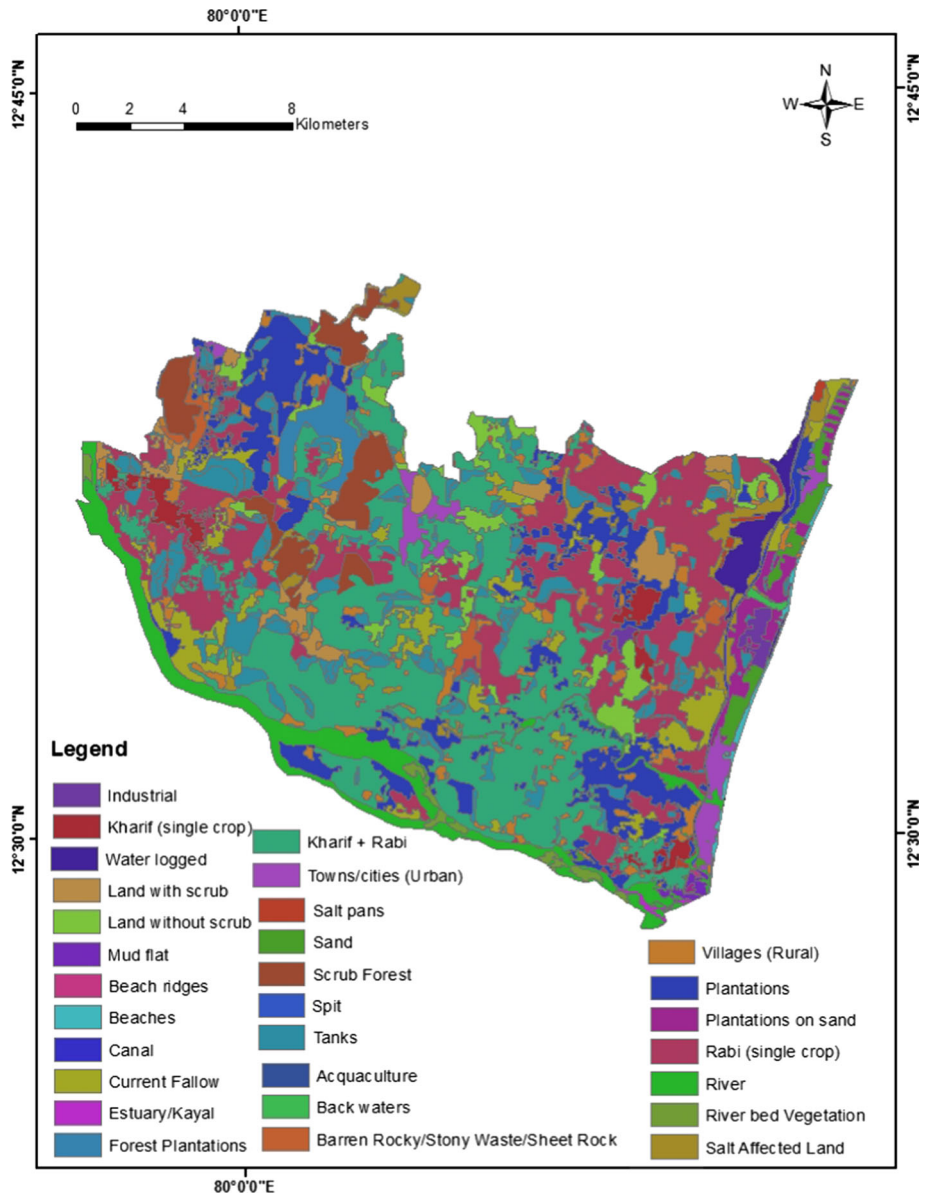 80°0'0"E
12°45'0"N
12°45'0"N
0 2 4 8
Kilometers
N
W E
S
12°30'0"N
12°30'0"N
Legend
Industrial
Kharif (single crop)
Water logged
Land with scrub
Land without scrub
Mud flat
Beach ridges
Beaches
Canal
Current Fallow
Estuary/Kayal
Forest Plantations
Kharif + Rabi
Towns/cities (Urban)
Salt pans
Sand
Scrub Forest
Spit
Tanks
Acquaculture
Back waters
Barren Rocky/Stony Waste/Sheet Rock
Villages (Rural)
Plantations
Plantations on sand
Rabi (single crop)
River
River bed Vegetation
Salt Affected Land
80°0'0"E